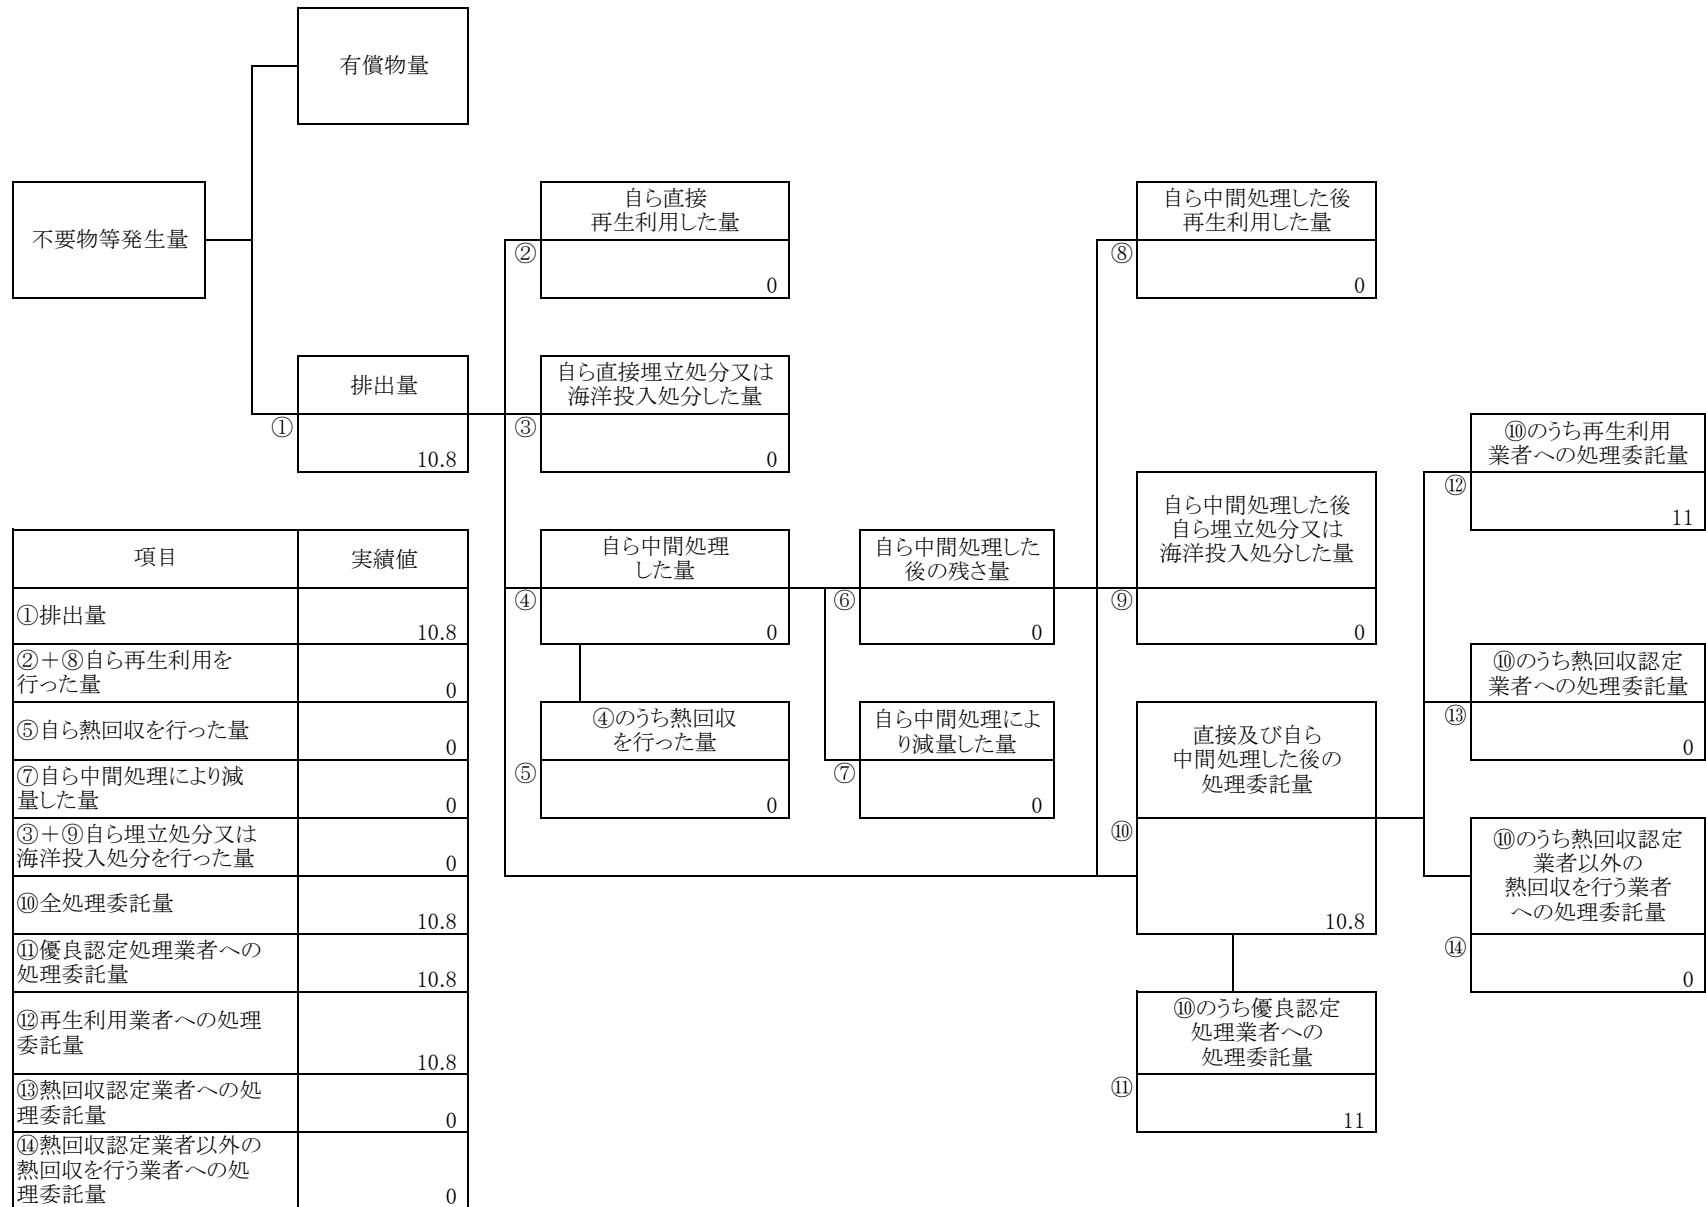 有償物量
不要物等発生量
自ら直接
再生利用した量
②
0
自ら中間処理した後
再生利用した量
⑧
0
排出量
①
10.8
自ら直接埋立処分又は
海洋投入処分した量
③
0
⑩のうち再生利用
業者への処理委託量
⑫
11
自ら中間処理
した量
④
0
自ら中間処理した
後の残さ量
⑥
0
自ら中間処理した後
自ら埋立処分又は
海洋投入処分した量
⑨
0
⑩のうち熱回収認定
業者への処理委託量
⑬
0
④のうち熱回収
を行った量
⑤
0
自ら中間処理によ
り減量した量
⑦
0
直接及び自ら
中間処理した後の
処理委託量
⑩
10.8
⑩のうち熱回収認定
業者以外の
熱回収を行う業者
への処理委託量
⑭
0
⑩のうち優良認定
処理業者への
処理委託量
⑪
11
項目 実績値
①排出量
10.8
②+⑧自ら再生利用を
行った量
0
⑤自ら熱回収を行った量
0
⑦自ら中間処理により減
量した量
0
③+⑨自ら埋立処分又は
海洋投入処分を行った量
0
⑩全処理委託量
10.8
⑪優良認定処理業者への
処理委託量
10.8
⑫再生利用業者への処理
委託量
10.8
⑬熱回収認定業者への処
理委託量
0
⑭熱回収認定業者以外の
熱回収を行う業者への処
理委託量
0